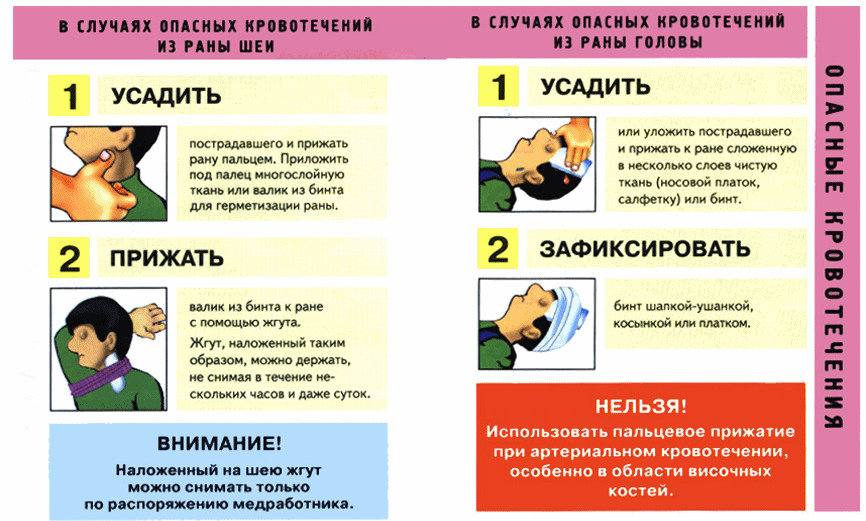 В СЛУЧАЯХ ОПАСНЫХ КРОВОТЕЧЕНИЙ
ИЗ РАНЫ ШЕИ
1 УСАДИТЬ
пострадавшего и прижать
рану пальцем. Приложить
под палец многослойную
ткань или валик из бинта
для герметизации раны.
2 ПРИЖАТЬ
валик из бинта к ране
с помощью жгута.
Жгут, наложенный таким
образом, можно держать,
не снимая в течение не-
скольких часов и даже суток.
ВНИМАНИЕ!
Наложенный на шею жгут
можно снимать только
по распоряжению медработника.
В СЛУЧАЯХ ОПАСНЫХ КРОВОТЕЧЕНИЙ
ИЗ РАНЫ ГОЛОВЫ
1 УСАДИТЬ
или уложить пострадавшего
и прижать к ране сложенную
в несколько слоев чистую
ткань (носовой платок,
салфетку) или бинт.
2 ЗАФИКСИРОВАТЬ
бинт шапкой-ушанкой,
косынкой или платком.
НЕЛЬЗЯ!
Использовать пальцевое прижатие
при артериальном кровотечении,
особенно в области височных
костей.
ОПАСНЫЕ КРОВОТЕЧЕНИЯ